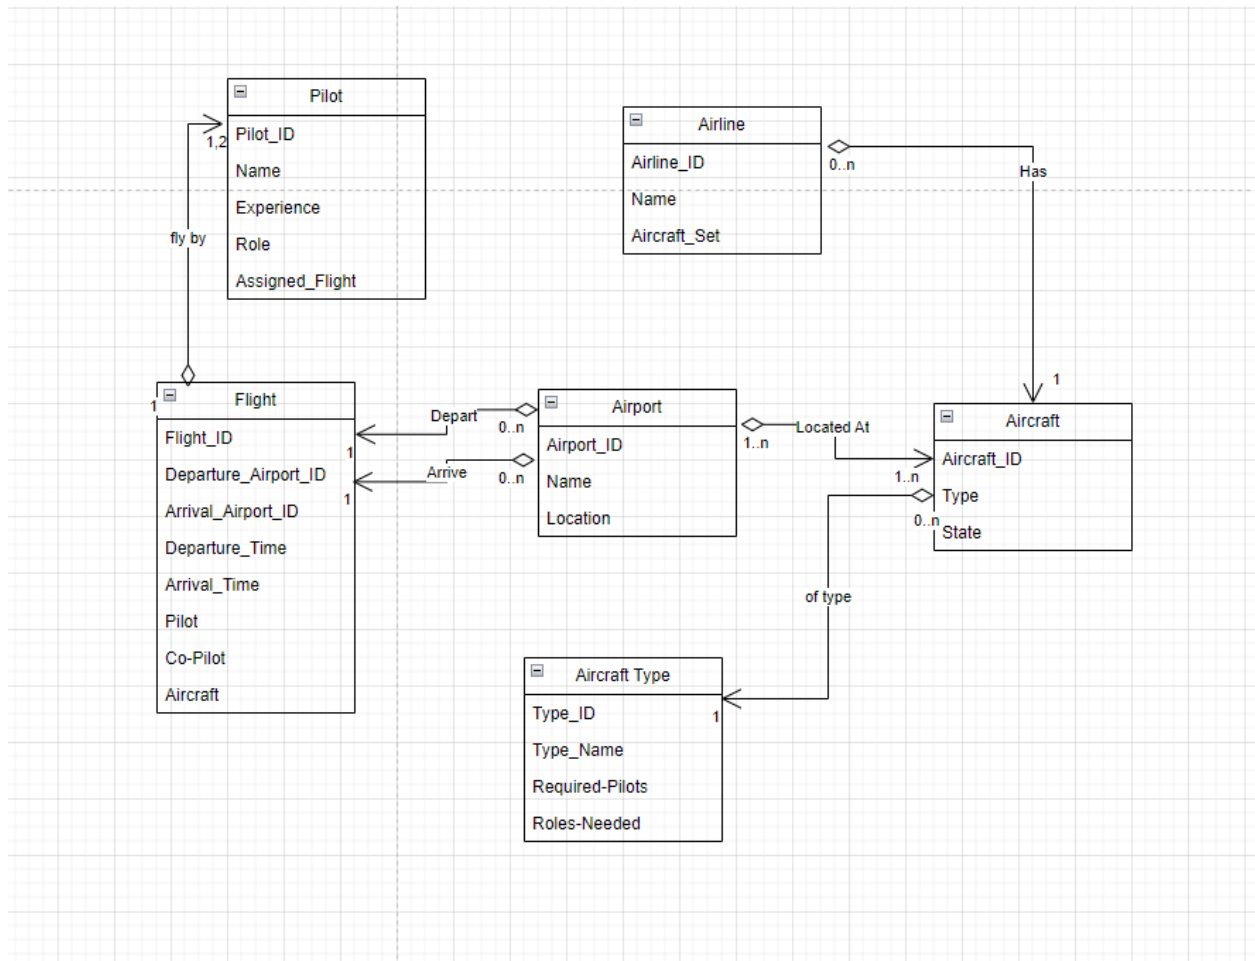 Pilot
Pilot_ID
Name
Experience
Role
Assigned_Flight
1,2
fly by
1
Airline
Airline_ID
Name
Aircraft_Set
0..n
Has
1
Flight
Flight_ID
Departure_Airport_ID
Arrival_Airport_ID
Departure_Time
Arrival_Time
Pilot
Co-Pilot
Aircraft
Depart
0..n
1
Arrive
0..n
1
Airport
Airport_ID
Name
Location
1..n
Located At
1..n
Aircraft
Aircraft_ID
Type
State
0..n
of type
1
Aircraft Type
Type_ID
Type_Name
Required-Pilots
Roles-Needed